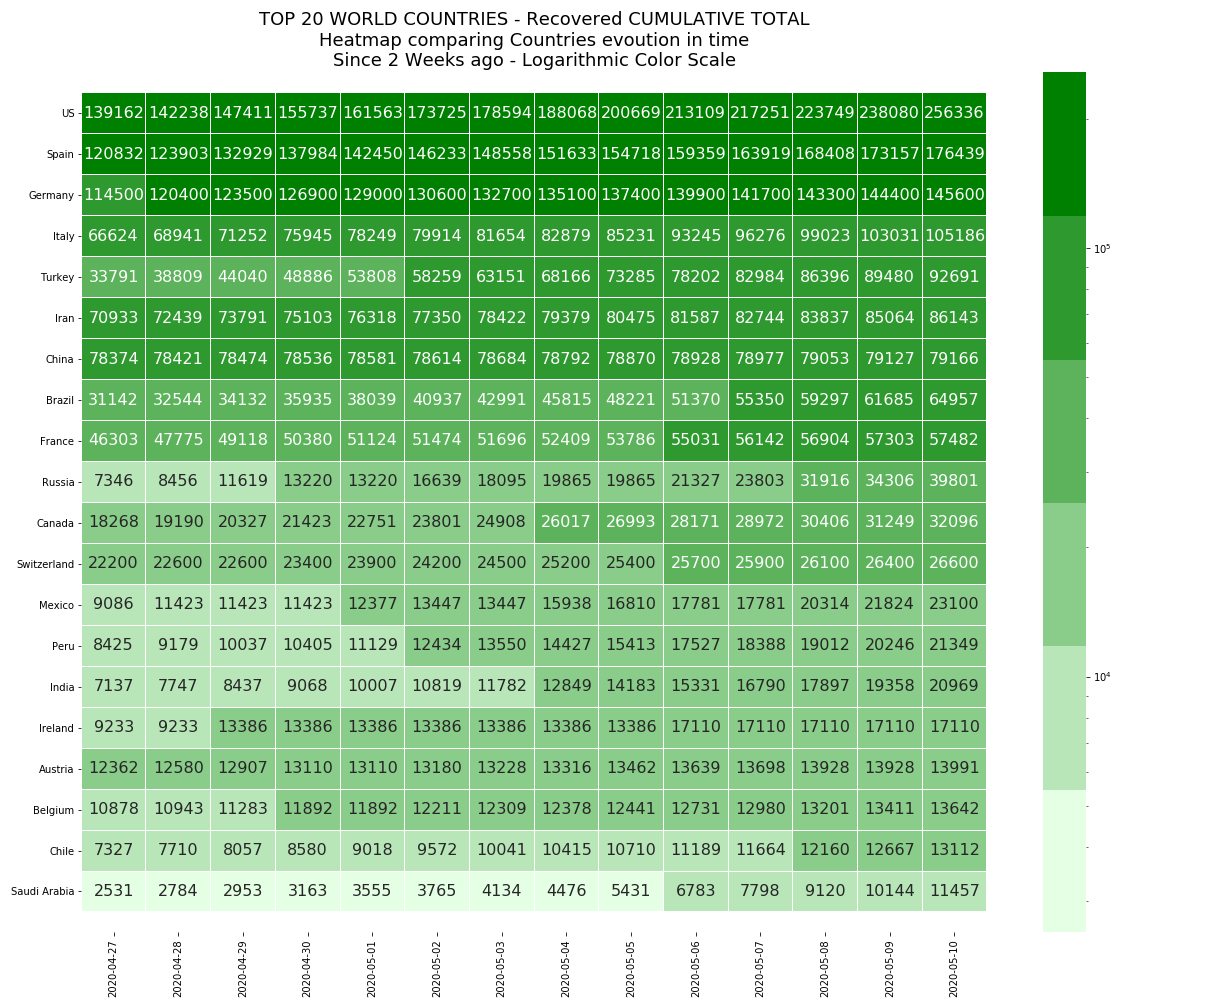 TOP 20 WORLD COUNTRIES - Recovered CUMULATIVE TOTAL
Heatmap comparing Countries evoution in time
Since 2 Weeks ago - Logarithmic Color Scale
US 139162 142238 147411 155737 161563 173725 178594 188068 200669 213109 217251 223749 238080 256336
Spain 120832 123903 132929 137984 142450 146233 148558 151633 154718 159359 163919 168408 173157 176439
Germany 114500 120400 123500 126900 129000 130600 132700 135100 137400 139900 141700 143300 144400 145600
Italy 66624 68941 71252 75945 78249 79914 81654 82879 85231 93245 96276 99023 103031 105186
Turkey 33791 38809 44040 48886 53808 58259 63151 68166 73285 78202 82984 86396 89480 92691
Iran 70933 72439 73791 75103 76318 77350 78422 79379 80475 81587 82744 83837 85064 86143
China 78374 78421 78474 78536 78581 78614 78684 78792 78870 78928 78977 79053 79127 79166
Brazil 31142 32544 34132 35935 38039 40937 42991 45815 48221 51370 55350 59297 61685 64957
France 46303 47775 49118 50380 51124 51474 51696 52409 53786 55031 56142 56904 57303 57482
Russia 7346 8456 11619 13220 13220 16639 18095 19865 19865 21327 23803 31916 34306 39801
Canada 18268 19190 20327 21423 22751 23801 24908 26017 26993 28171 28972 30406 31249 32096
Switzerland 22200 22600 22600 23400 23900 24200 24500 25200 25400 25700 25900 26100 26400 26600
Mexico 9086 11423 11423 11423 12377 13447 13447 15938 16810 17781 17781 20314 21824 23100
Peru 8425 9179 10037 10405 11129 12434 13550 14427 15413 17527 18388 19012 20246 21349
India 7137 7747 8437 9068 10007 10819 11782 12849 14183 15331 16790 17897 19358 20969
Ireland 9233 9233 13386 13386 13386 13386 13386 13386 13386 17110 17110 17110 17110 17110
Austria 12362 12580 12907 13110 13110 13180 13228 13316 13462 13639 13698 13928 13928 13991
Belgium 10878 10943 11283 11892 11892 12211 12309 12378 12441 12731 12980 13201 13411 13642
Chile 7327 7710 8057 8580 9018 9572 10041 10415 10710 11189 11664 12160 12667 13112
Saudi Arabia 2531 2784 2953 3163 3555 3765 4134 4476 5431 6783 7798 9120 10144 11457
2020-04-27 2020-04-28 2020-04-29 2020-04-30 2020-05-01 2020-05-02 2020-05-03 2020-05-04 2020-05-05 2020-05-06 2020-05-07 2020-05-08 2020-05-09 2020-05-10
10⁵
10⁴